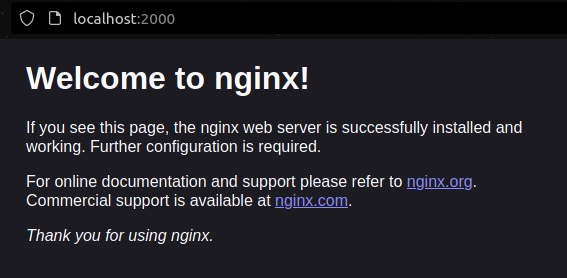 localhost:2000
Welcome to nginx!
If you see this page, the nginx web server is successfully installed and
working. Further configuration is required.
For online documentation and support please refer to nginx.org.
Commercial support is available at nginx.com.
Thank you for using nginx.